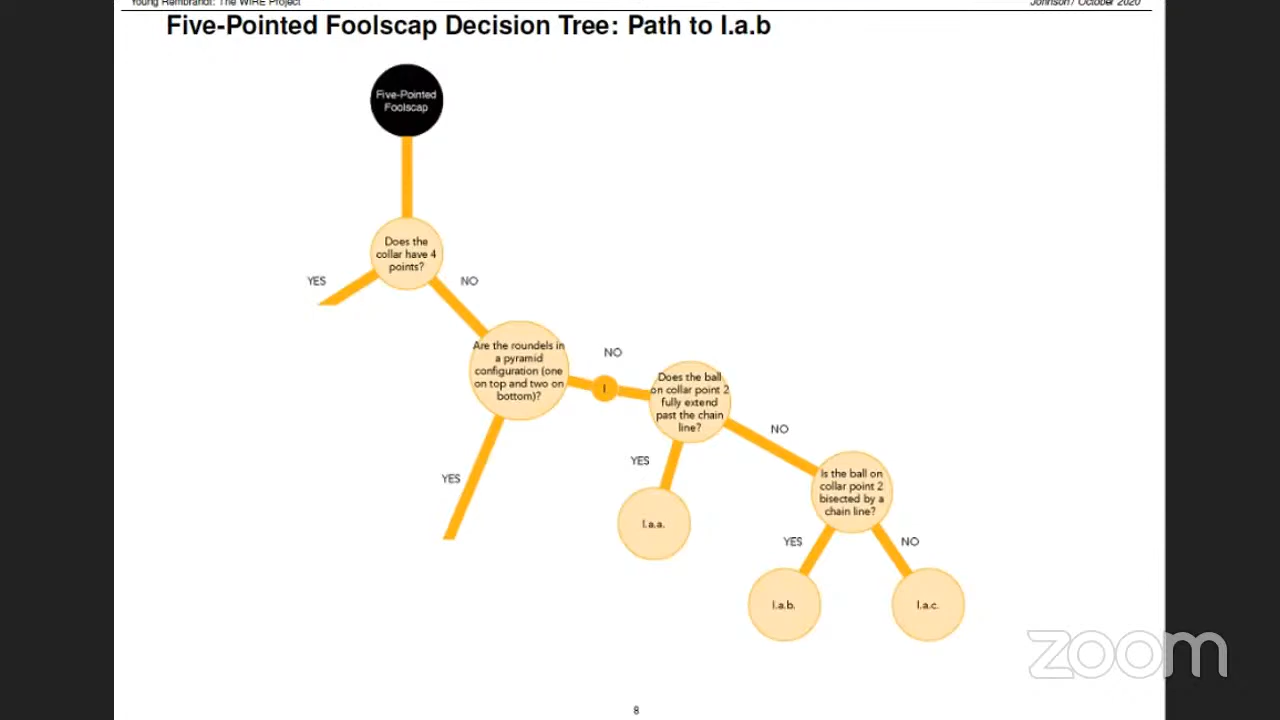 Young Rembrandt: The WIRE Project
Johnson / October 2020
Five-Pointed Foolscap Decision Tree: Path to I.a.b
Five-Pointed
Foolscap
Does the
collar have 4
points?
YES
NO
Are the roundels in
a pyramid
configuration (one
on top and two on
bottom)?
NO
I
Does the ball
on collar point 2
fully extend
past the chain
line?
YES
NO
YES
Is the ball on
collar point 2
bisected by a
chain line?
I.a.a.
YES
NO
I.a.b.
I.a.c.
zoom
8